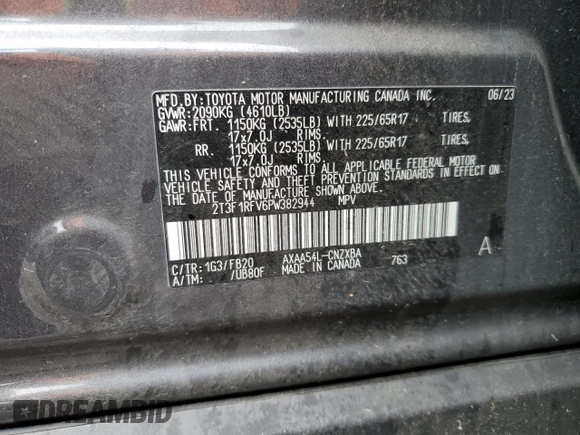 MFD.BY: TOYOTA MOTOR MANUFACTURING CANADA INC. 06/23
GVWR: 2090KG (4610LB)
GAWR: FRT. 1150KG (2535LB) WITH 225/65R17 TIRES,
17x7.0J RIMS,
RR. 1150KG (2535LB) WITH 225/65R17 TIRES,
17x7.0J RIMS,
THIS VEHICLE CONFORMS TO ALL APPLICABLE FEDERAL MOTOR
VEHICLE SAFETY AND THEFT PREVENTION STANDARDS IN EFFECT ON
THE DATE OF MANUFACTURE SHOWN ABOVE.
2T3F1RFV6PW382944 MPV
A
C/TR: 1G3/FB20 AXAA54L-CNZXBA 763
A/TM: /UB80F MADE IN CANADA
DREAMBID